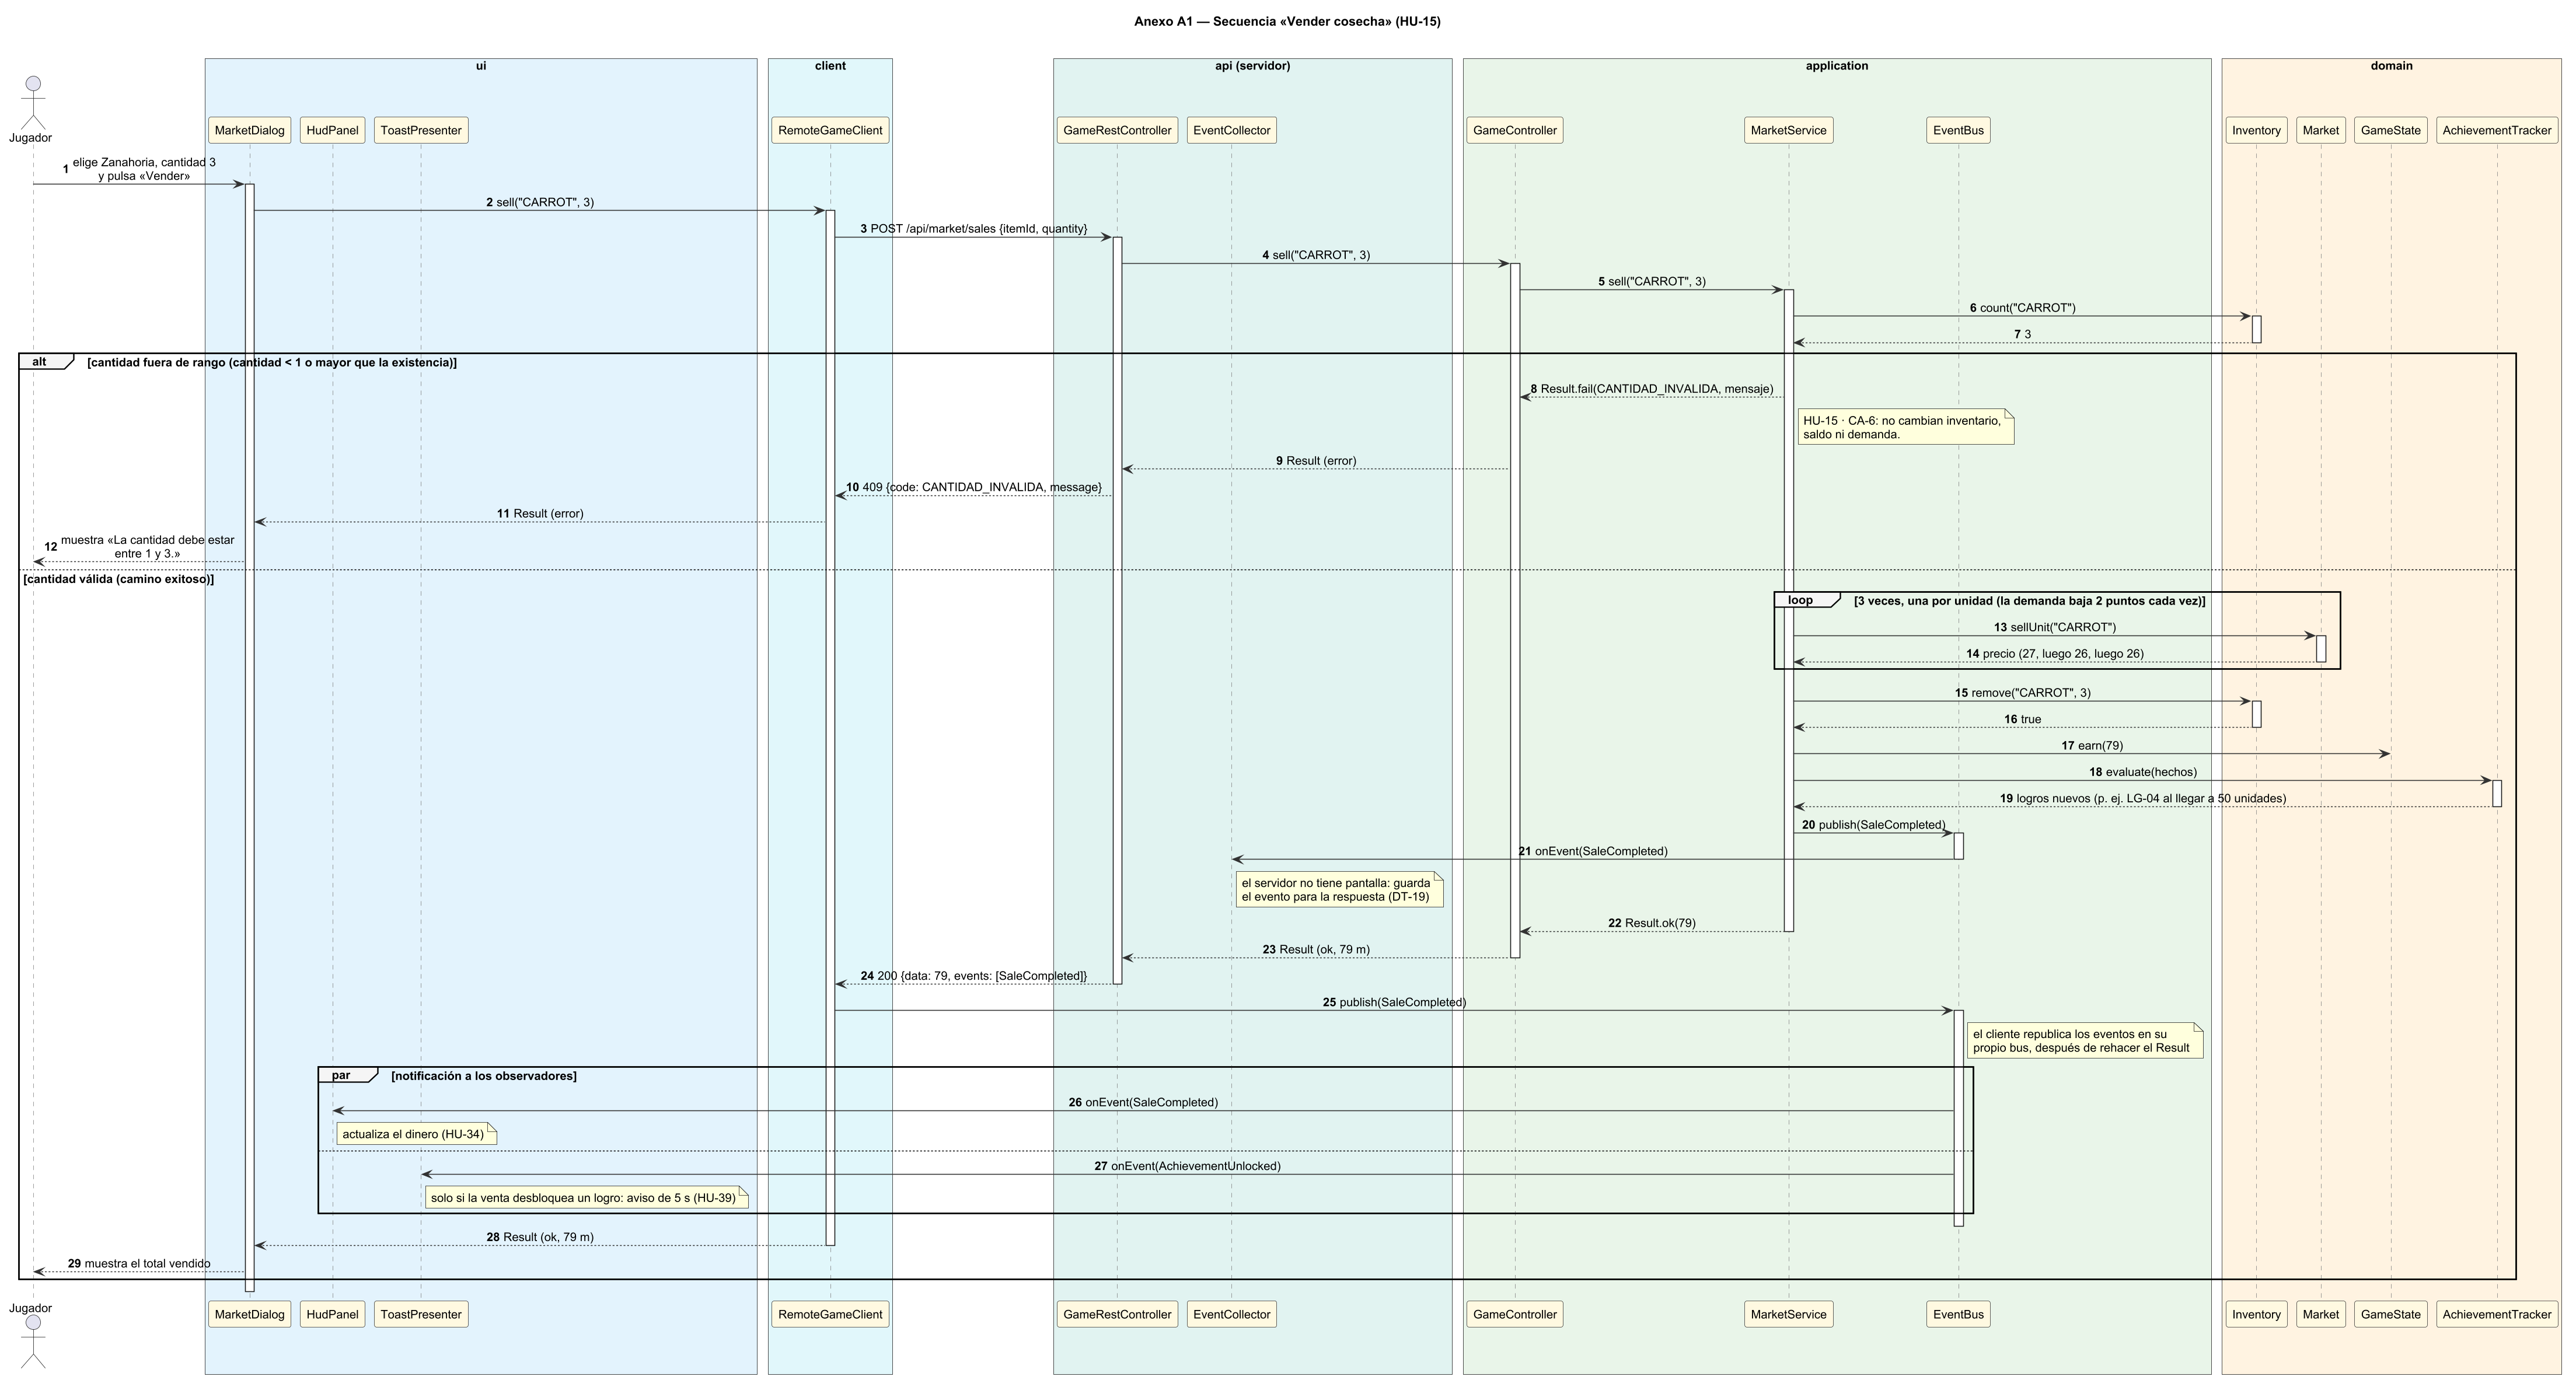 Anexo A1 — Secuencia «Vender cosecha» (HU-15)
ui
client
api (servidor)
application
domain
Jugador
MarketDialog
HudPanel
ToastPresenter
RemoteGameClient
GameRestController
EventCollector
GameController
MarketService
EventBus
Inventory
Market
GameState
AchievementTracker
1 elige Zanahoria, cantidad 3
y pulsa «Vender»
2 sell("CARROT", 3)
3 POST /api/market/sales {itemId, quantity}
4 sell("CARROT", 3)
5 sell("CARROT", 3)
6 count("CARROT")
7 3
alt [cantidad fuera de rango (cantidad < 1 o mayor que la existencia)]
8 Result.fail(CANTIDAD_INVALIDA, mensaje)
HU-15 · CA-6: no cambian inventario,
saldo ni demanda.
9 Result (error)
10 409 {code: CANTIDAD_INVALIDA, message}
11 Result (error)
12 muestra «La cantidad debe estar
entre 1 y 3.»
[cantidad válida (camino exitoso)]
loop [3 veces, una por unidad (la demanda baja 2 puntos cada vez)]
13 sellUnit("CARROT")
14 precio (27, luego 26, luego 26)
15 remove("CARROT", 3)
16 true
17 earn(79)
18 evaluate(hechos)
19 logros nuevos (p. ej. LG-04 al llegar a 50 unidades)
20 publish(SaleCompleted)
21 onEvent(SaleCompleted)
el servidor no tiene pantalla: guarda
el evento para la respuesta (DT-19)
22 Result.ok(79)
23 Result (ok, 79 m)
24 200 {data: 79, events: [SaleCompleted]}
25 publish(SaleCompleted)
el cliente republica los eventos en su
propio bus, después de rehacer el Result
par [notificación a los observadores]
26 onEvent(SaleCompleted)
actualiza el dinero (HU-34)
27 onEvent(AchievementUnlocked)
solo si la venta desbloquea un logro: aviso de 5 s (HU-39)
28 Result (ok, 79 m)
29 muestra el total vendido
Jugador
MarketDialog
HudPanel
ToastPresenter
RemoteGameClient
GameRestController
EventCollector
GameController
MarketService
EventBus
Inventory
Market
GameState
AchievementTracker